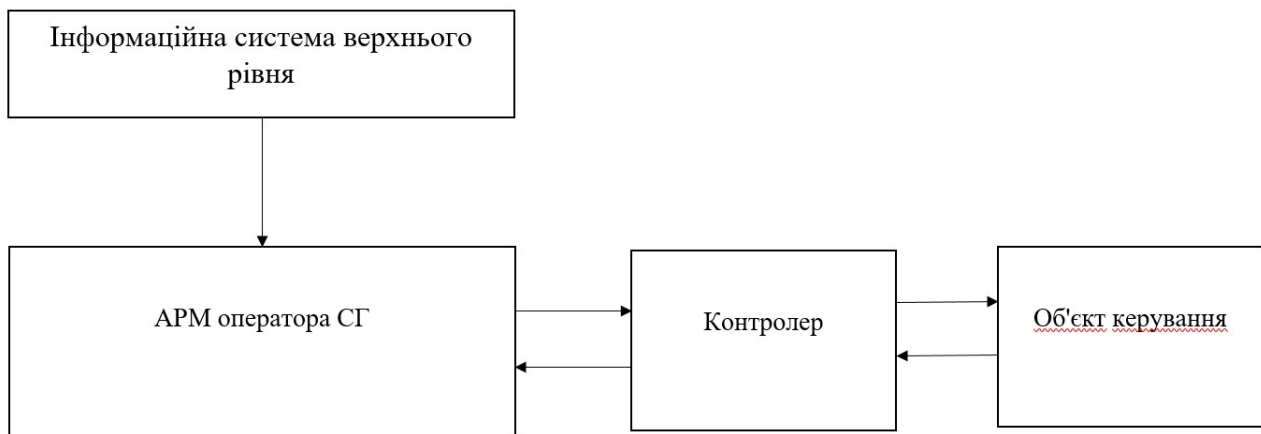 Інформаційна система верхнього
рівня
АРМ оператора СГ
Контролер
Об'єкт керування